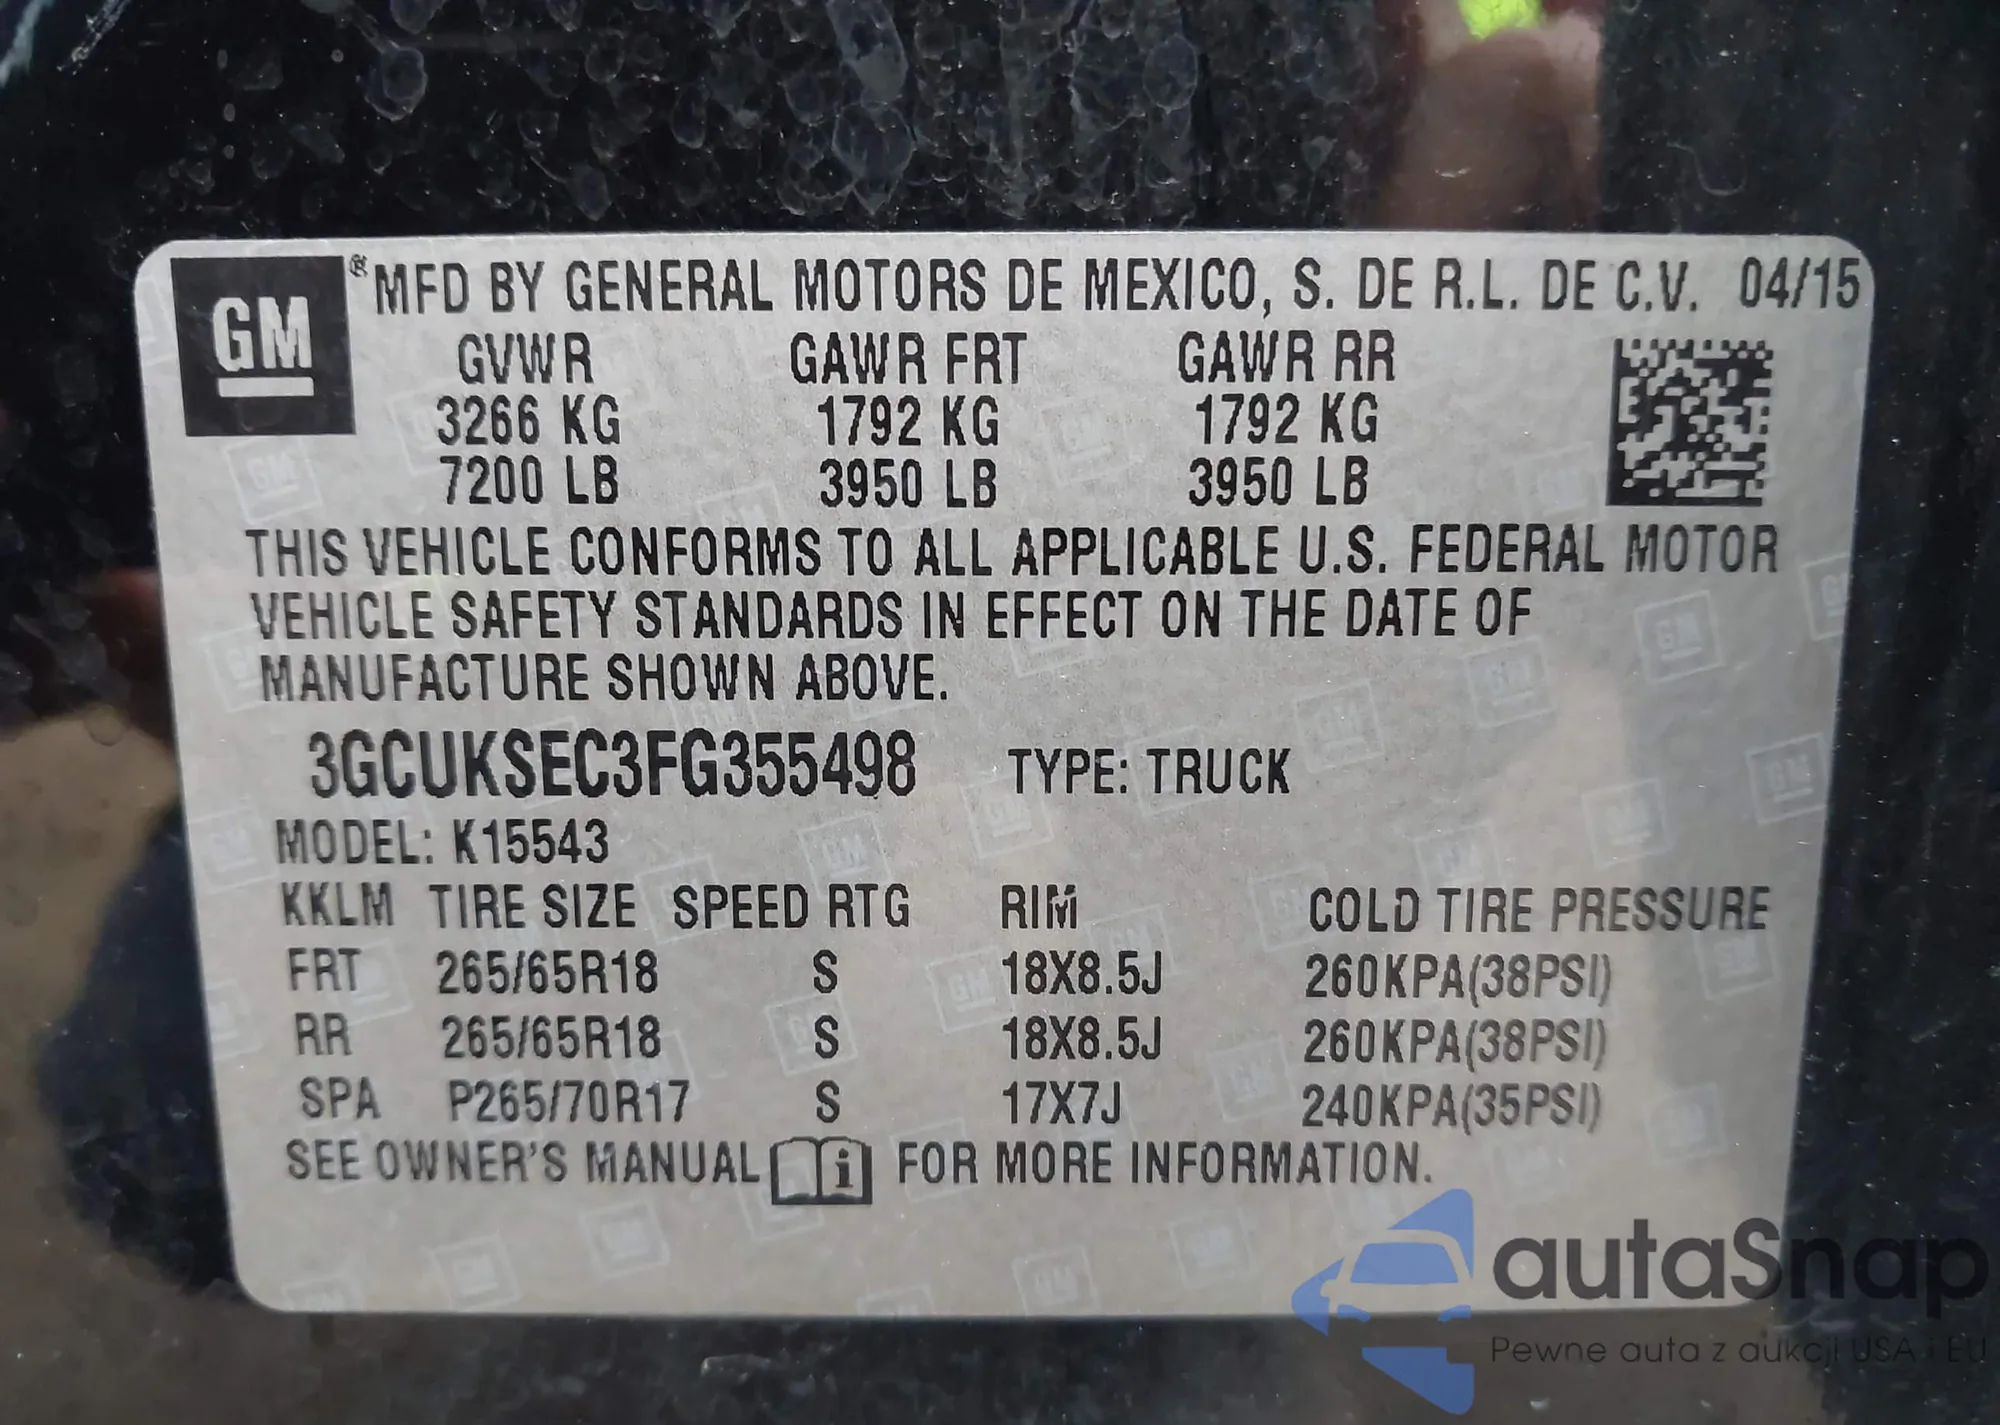 GM ® MFD BY GENERAL MOTORS DE MEXICO, S. DE R.L. DE C.V. 04/15
GVWR GAWR FRT GAWR RR
3266 KG 1792 KG 1792 KG
7200 LB 3950 LB 3950 LB
THIS VEHICLE CONFORMS TO ALL APPLICABLE U.S. FEDERAL MOTOR
VEHICLE SAFETY STANDARDS IN EFFECT ON THE DATE OF
MANUFACTURE SHOWN ABOVE.
3GCUKSEC3FG355498 TYPE: TRUCK
MODEL: K15543
KKLM TIRE SIZE SPEED RTG RIM COLD TIRE PRESSURE
FRT 265/65R18 S 18X8.5J 260KPA(38PSI)
RR 265/65R18 S 18X8.5J 260KPA(38PSI)
SPA P265/70R17 S 17X7J 240KPA(35PSI)
SEE OWNER'S MANUAL i FOR MORE INFORMATION.
autaSnap
Pewne auta z aukcji USA i EU